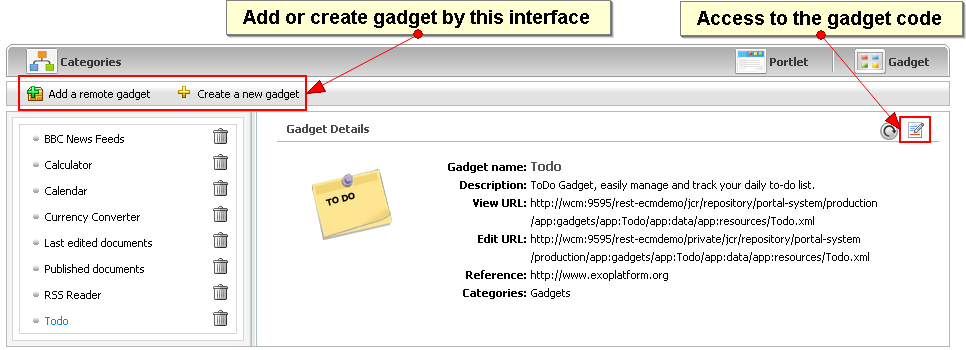 Add or create gadget by this interface
Access to the gadget code
Categories
Portlet
Gadget
Add a remote gadget
Create a new gadget
BBC News Feeds
Calculator
Calendar
Currency Converter
Last edited documents
Published documents
RSS Reader
Todo
Gadget Details
TO DO
Gadget name: Todo
Description: ToDo Gadget, easily manage and track your daily to-do list.
View URL: http://wcm:9595/rest-ecmdemo/jcr/repository/portal-system/production
/app:gadgets/app:Todo/app:data/app:resources/Todo.xml
Edit URL: http://wcm:9595/rest-ecmdemo/private/jcr/repository/portal-system
/production/app:gadgets/app:Todo/app:data/app:resources/Todo.xml
Reference: http://www.exoplatform.org
Categories: Gadgets